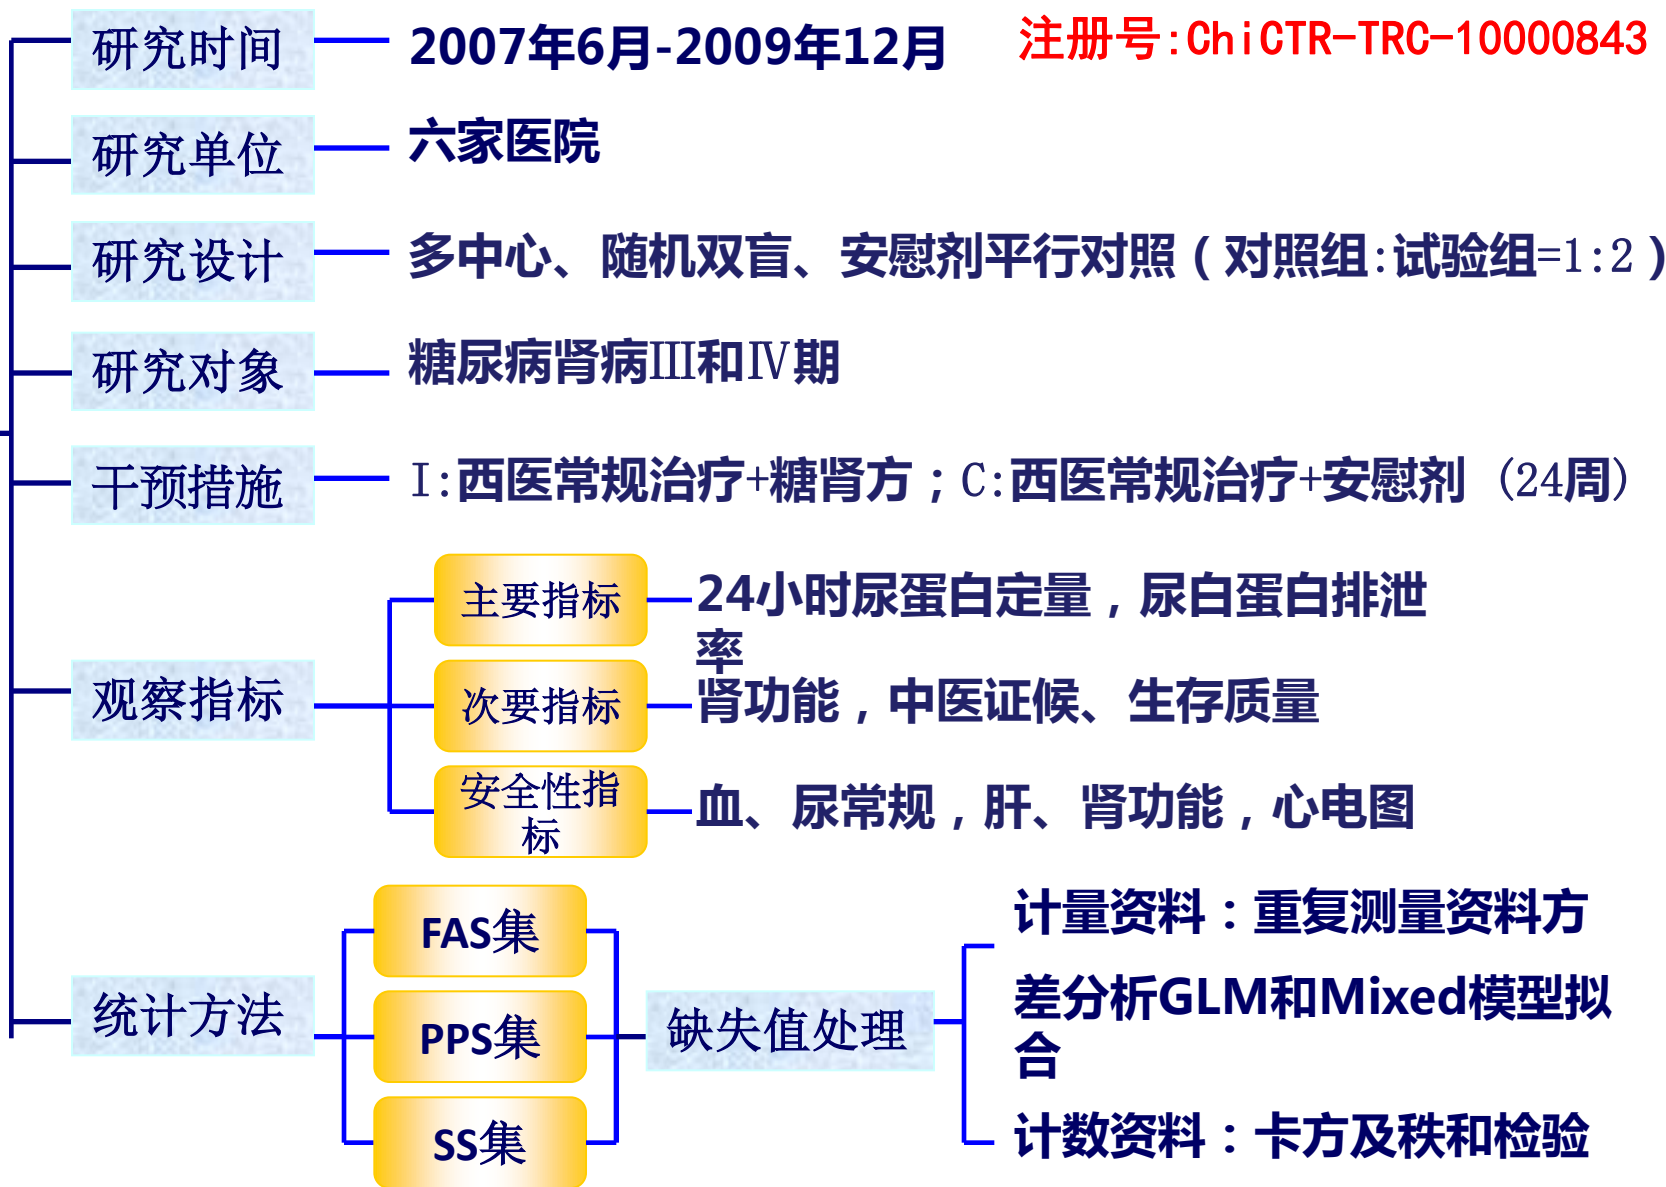 研究时间
2007年6月-2009年12月
注册号:ChiCTR-TRC-10000843
研究单位
六家医院
研究设计
多中心、随机双盲、安慰剂平行对照（对照组:试验组=1:2）
研究对象
糖尿病肾病Ⅲ和Ⅳ期
干预措施
I:西医常规治疗+糖肾方；C:西医常规治疗+安慰剂（24周）
观察指标
主要指标
24小时尿蛋白定量，尿白蛋白排泄
率
次要指标
肾功能，中医证候、生存质量
安全性指
标
血、尿常规，肝、肾功能，心电图
统计方法
FAS集
PPS集
SS集
缺失值处理
计量资料：重复测量资料方
差分析GLM和Mixed模型拟
合
计数资料：卡方及秩和检验